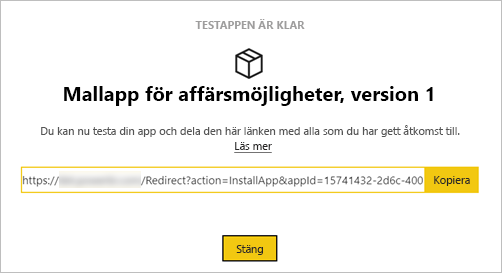 TESTAPPEN ÄR KLAR
Mallapp för affärsmöjligheter, version 1
Du kan nu testa din app och dela den här länken med alla som du har gett åtkomst till.
Läs mer
https:// /Redirect?action=InstallApp&appId=15741432-2d6c-400 Kopiera
Stäng